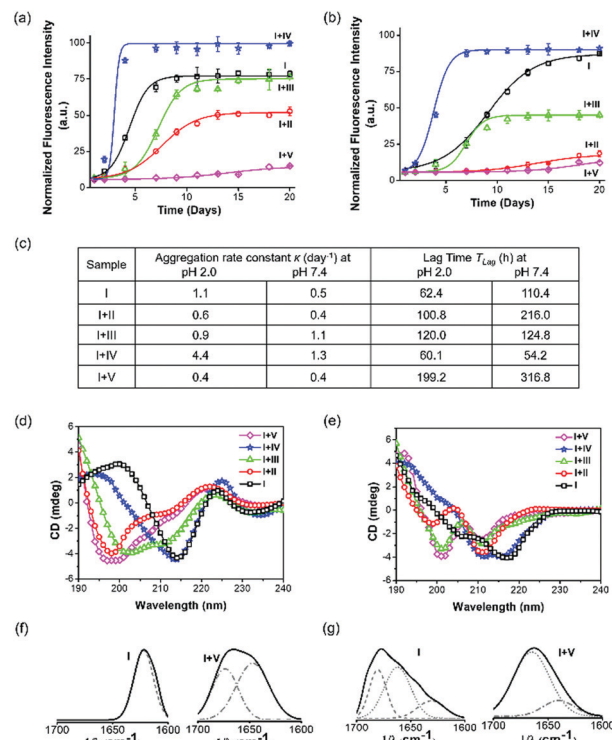 (a)
Normalized Fluorescence Intensity
(a.u.)
100
75
50
25
0
5
10
15
20
Time (Days)
I+IV
I
I+III
I+II
I+V
(b)
Normalized Fluorescence Intensity
(a.u.)
100
75
50
25
0
5
10
15
20
Time (Days)
I+IV
I
I+III
I+II
I+V
(c)
Sample Aggregation rate constant κ (day⁻¹) at Lag Time T_Lag (h) at
pH 2.0 pH 7.4 pH 2.0 pH 7.4
I 1.1 0.5 62.4 110.4
I+II 0.6 0.4 100.8 216.0
I+III 0.9 1.1 120.0 124.8
I+IV 4.4 1.3 60.1 54.2
I+V 0.4 0.4 199.2 316.8
(d)
CD (mdeg)
6
4
2
0
-2
-4
-6
190 200 210 220 230 240
Wavelength (nm)
I+V
I+IV
I+III
I+II
I
(e)
CD (mdeg)
6
4
2
0
-2
-4
-6
190 200 210 220 230 240
Wavelength (nm)
I+V
I+IV
I+III
I+II
I
(f)
I
1700 1650 1600
I+V
1700 1650 1600
(g)
I
1700 1650 1600
I+V
1700 1650 1600